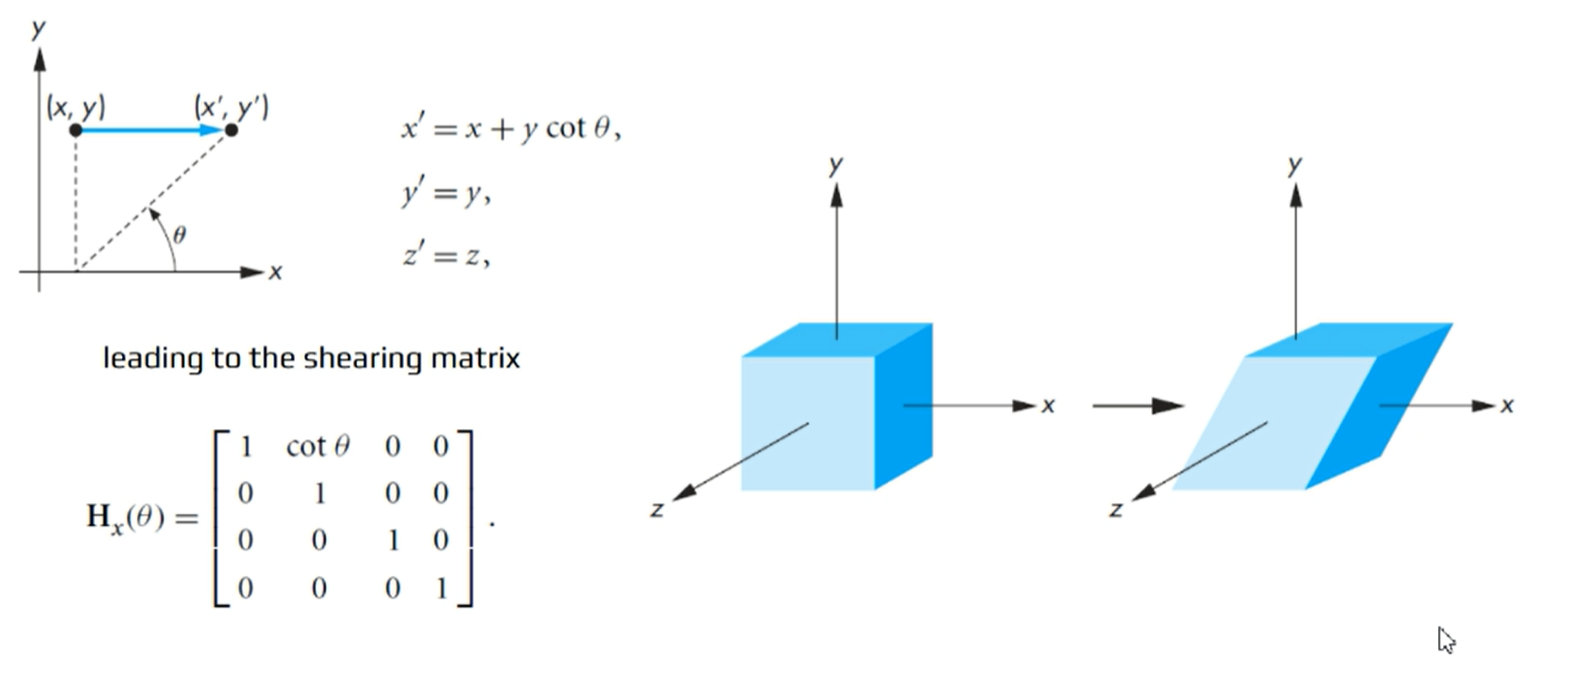 y
(x, y) (x′, y′)
θ
x
x′ = x + y cot θ,
y′ = y,
z′ = z,
leading to the shearing matrix
H_x(θ) = [
1 cot θ 0 0
0 1 0 0
0 0 1 0
0 0 0 1
] .
y
x
z
y
x
z